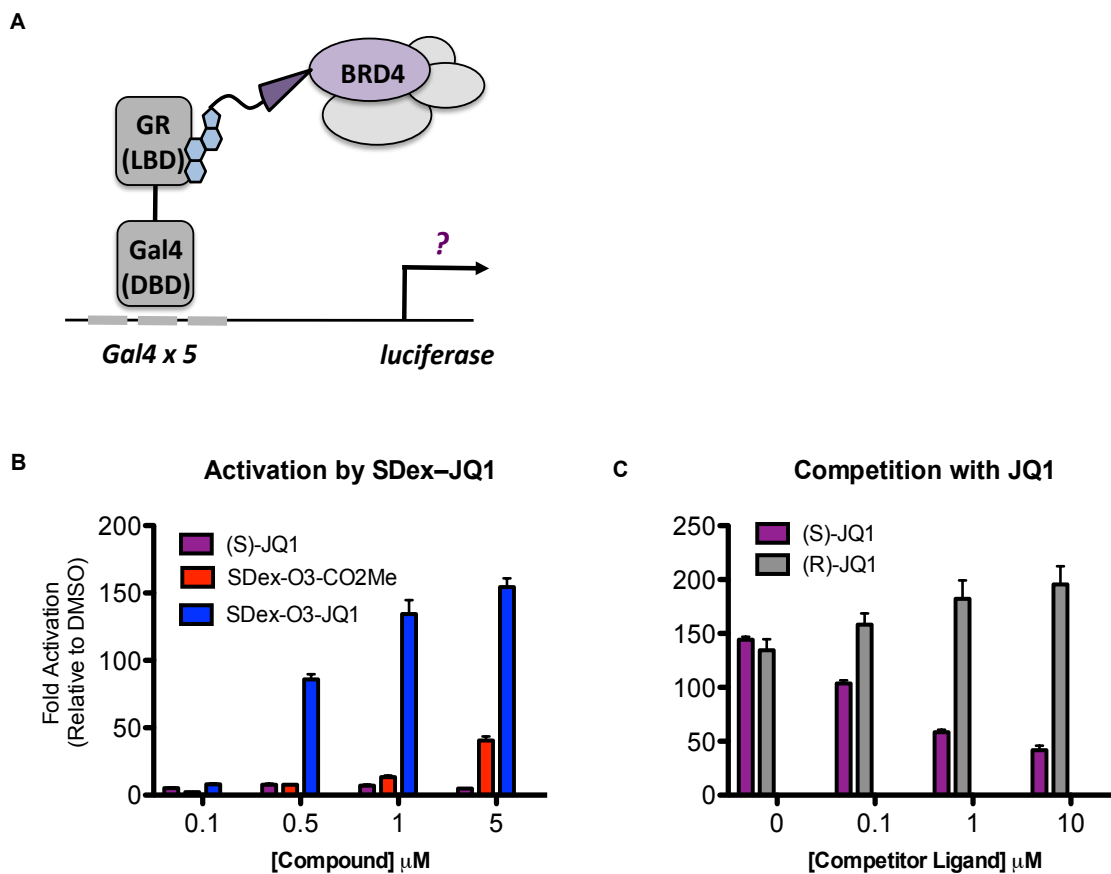 A
BRD4
GR
(LBD)
Gal4
(DBD)
?
Gal4 x 5
luciferase
B
Activation by SDex–JQ1
Fold Activation
(Relative to DMSO)
200
150
100
50
0
(S)-JQ1
SDex-O3-CO2Me
SDex-O3-JQ1
0.1 0.5 1 5
[Compound] μM
C
Competition with JQ1
250
200
150
100
50
0
(S)-JQ1
(R)-JQ1
0 0.1 1 10
[Competitor Ligand] μM